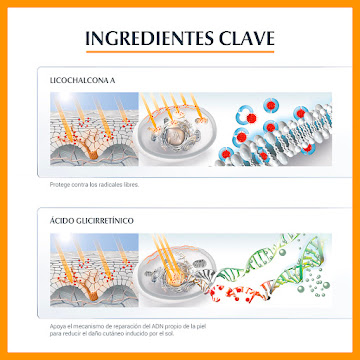 INGREDIENTES CLAVE
LICOCHALCONA A
Protege contra los radicales libres.
ÁCIDO GLICIRRETÍNICO
Apoya el mecanismo de reparación del ADN propio de la piel
para reducir el daño cutáneo inducido por el sol.